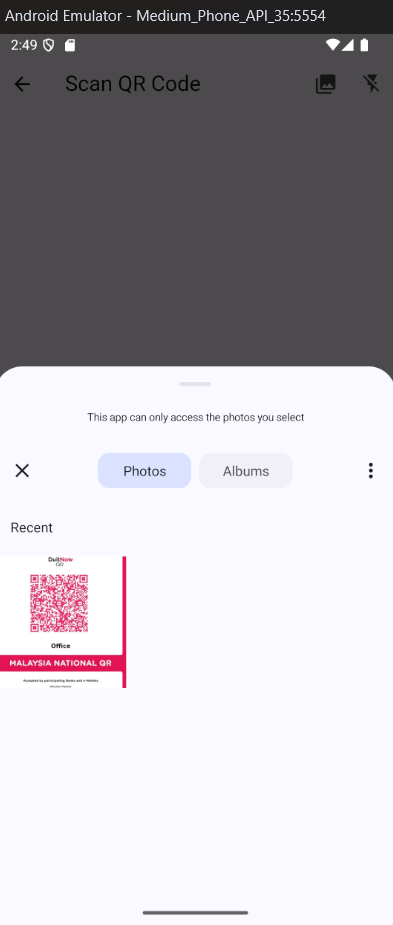 Android Emulator - Medium_Phone_API_35:5554
2:49
Scan QR Code
This app can only access the photos you select
Photos
Albums
Recent
DuitNow
QR
Office
MALAYSIA NATIONAL QR
Accepted by participating Banks and e-Wallets